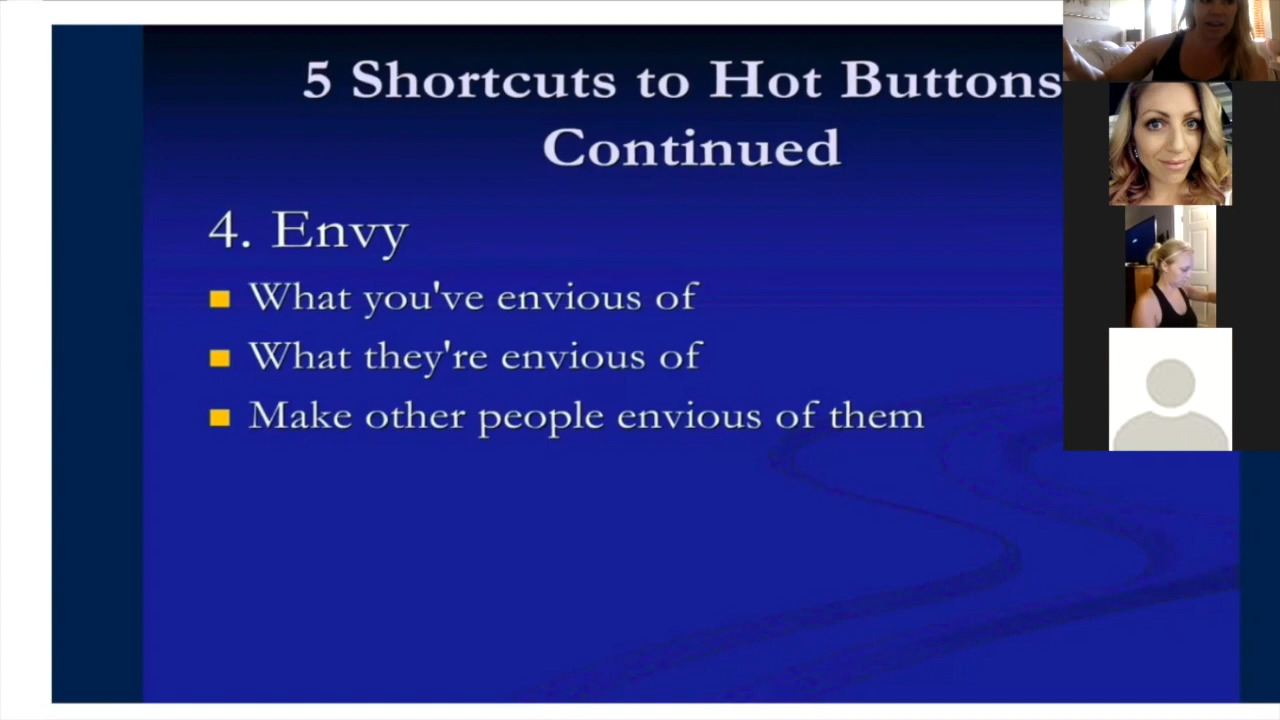 5 Shortcuts to Hot Buttons
Continued
4. Envy
What you've envious of
What they're envious of
Make other people envious of them